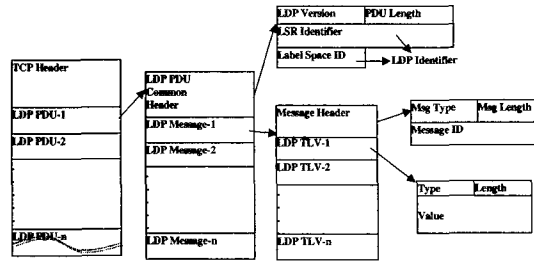 TCP Header
LDP PDU-1
LDP PDU-2
LDP PDU-n
LDP PDU
Common
Header
LDP Message-1
LDP Message-2
LDP Message-n
LDP Version PDU Length
LSR Identifier
Label Space ID
LDP Identifier
Message Header
LDP TLV-1
LDP TLV-2
LDP TLV-n
Msg Type Msg Length
Message ID
Type Length
Value